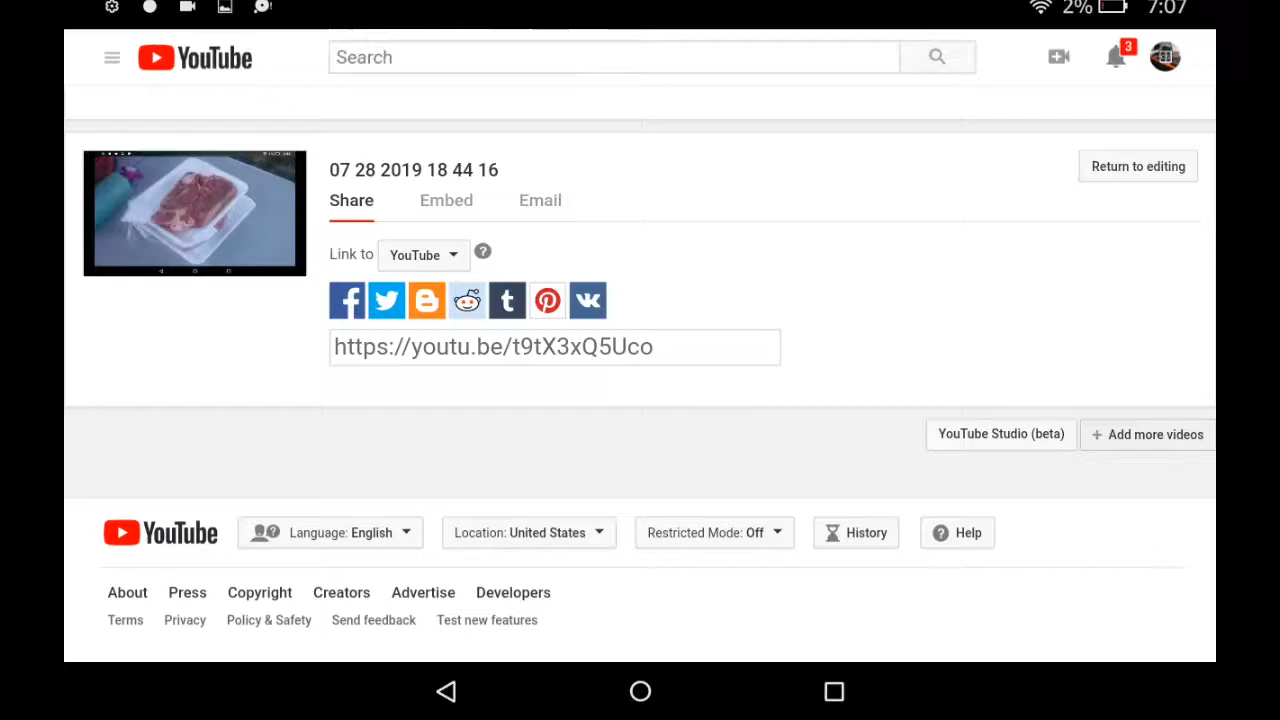 2% 7:07
YouTube Search 3
07 28 2019 18 44 16 Return to editing
Share Embed Email
Link to YouTube
https://youtu.be/t9tX3xQ5Uco
YouTube Studio (beta) + Add more videos
YouTube Language: English Location: United States Restricted Mode: Off History Help
About Press Copyright Creators Advertise Developers
Terms Privacy Policy & Safety Send feedback Test new features